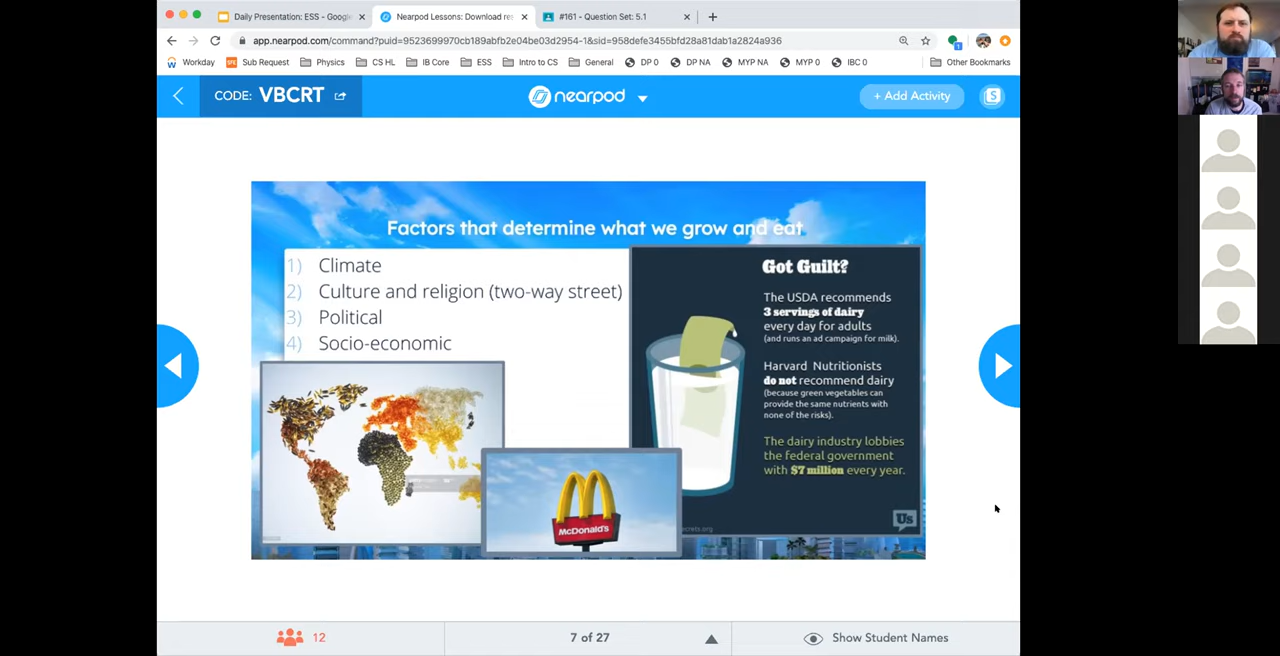 Daily Presentation: ESS - Google
Nearpod Lessons: Download re
#161 - Question Set: 5.1
app.nearpod.com/command?puid=9523699970cb189abfb2e04be03d2954-1&sid=958defe3455bfd28a81dab1a2824a936
Workday
SFE
Sub Request
Physics
CS HL
IB Core
ESS
Intro to CS
General
DP 0
DP NA
MYP NA
MYP 0
IBC 0
Other Bookmarks
CODE: VBCRT
nearpod
+ Add Activity
S
Factors that determine what we grow and eat
1) Climate
2) Culture and religion (two-way street)
3) Political
4) Socio-economic
McDonald's
Got Guilt?
The USDA recommends
3 servings of dairy
every day for adults
(and runs an ad campaign for milk).
Harvard Nutritionists
do not recommend dairy
(because green vegetables can
provide the same nutrients with
none of the risks).
The dairy industry lobbies
the federal government
with $7 million every year.
Us
12
7 of 27
Show Student Names